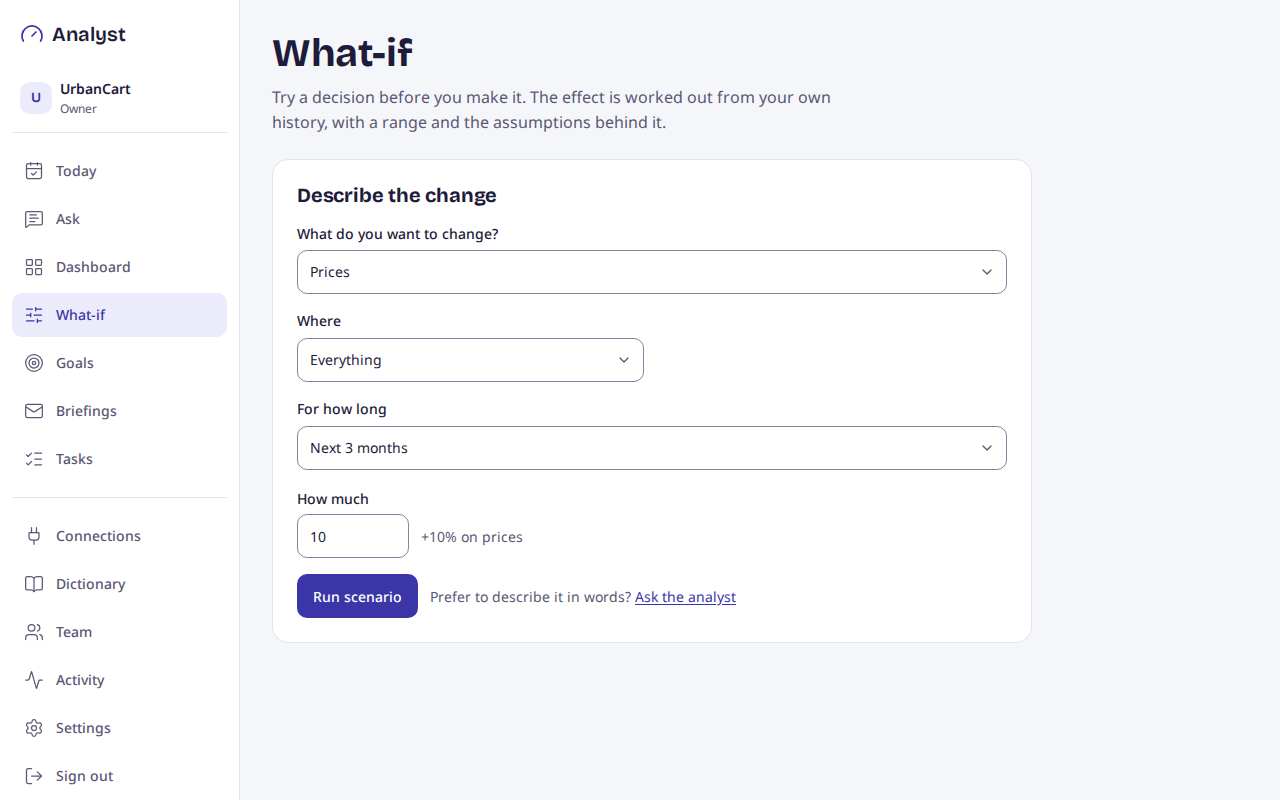 Analyst
U
UrbanCart
Owner
Today
Ask
Dashboard
What-if
Goals
Briefings
Tasks
Connections
Dictionary
Team
Activity
Settings
Sign out
What-if
Try a decision before you make it. The effect is worked out from your own
history, with a range and the assumptions behind it.
Describe the change
What do you want to change?
Prices
Where
Everything
For how long
Next 3 months
How much
10
+10% on prices
Run scenario
Prefer to describe it in words? Ask the analyst